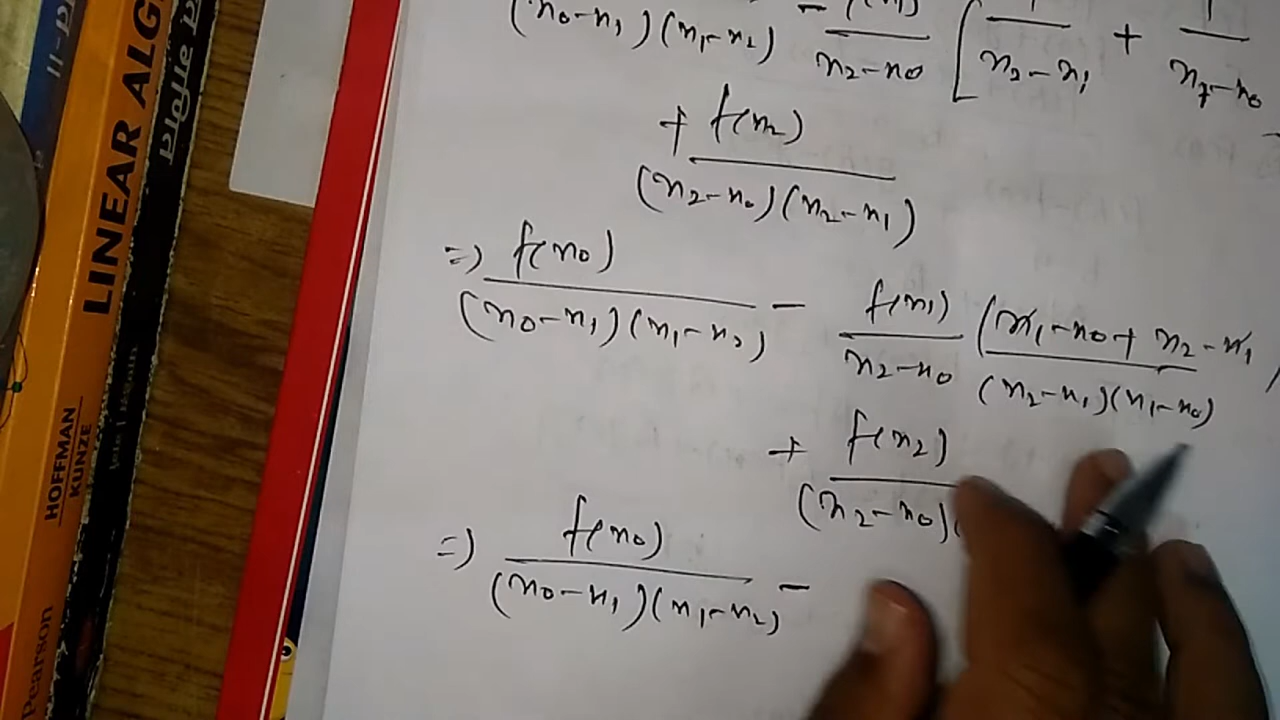 (x₀-x₁)(x₁-x₂) - f(x₁)/(x₂-x₀) [1/(x₂-x₁) + 1/(x₁-x₀)
+ f(x₂)/((x₂-x₀)(x₂-x₁))
=> f(x₀)/((x₀-x₁)(x₁-x₂)) - f(x₁)/(x₂-x₀) ((x₁-x₀+x₂-x₁)/((x₂-x₁)(x₁-x₀)))
+ f(x₂)/((x₂-x₀)(
=> f(x₀)/((x₀-x₁)(x₁-x₂)) -
LINEAR ALG
HOFFMAN
KUNZE
Pearson